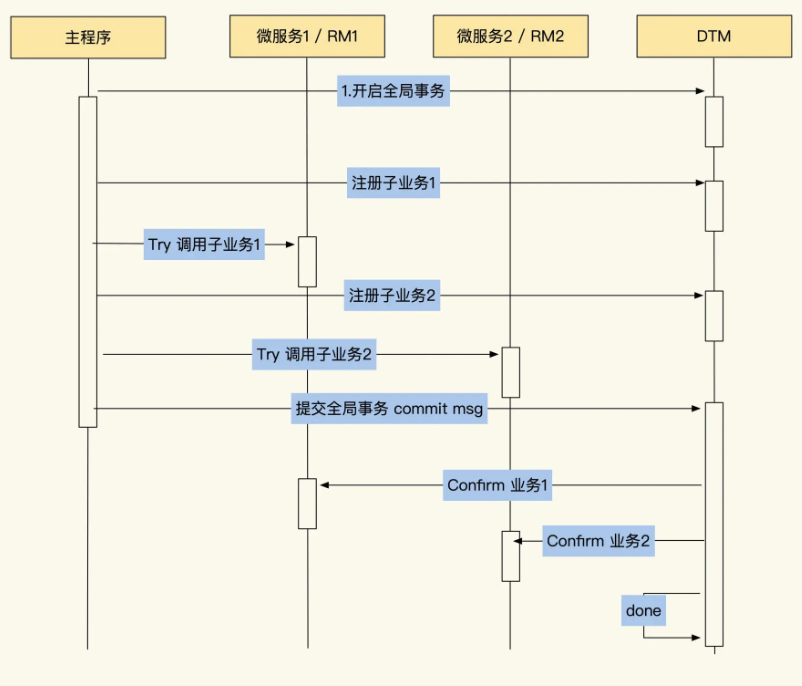 主程序
微服务1 / RM1
微服务2 / RM2
DTM
1.开启全局事务
注册子业务1
Try 调用子业务1
注册子业务2
Try 调用子业务2
提交全局事务 commit msg
Confirm 业务1
Confirm 业务2
done